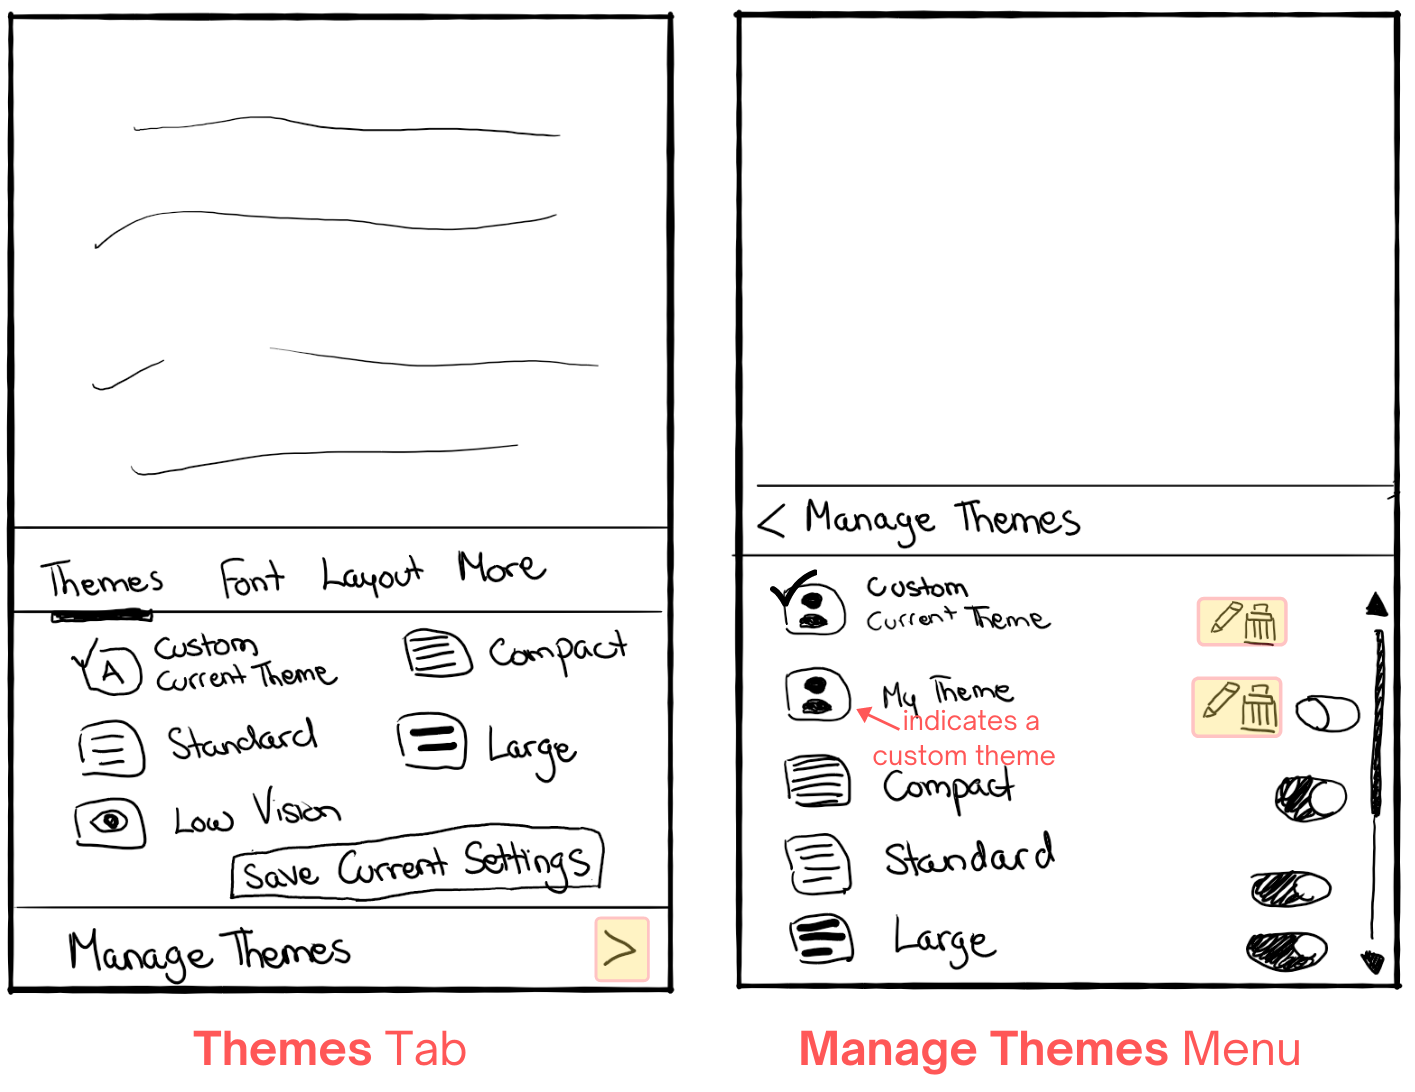 Themes Font Layout More
Custom
Current Theme
Compact
Standard
Large
Low Vision
Save Current Settings
Manage Themes >
Themes Tab
< Manage Themes
Custom
Current Theme
My Theme
indicates a
custom theme
Compact
Standard
Large
Manage Themes Menu